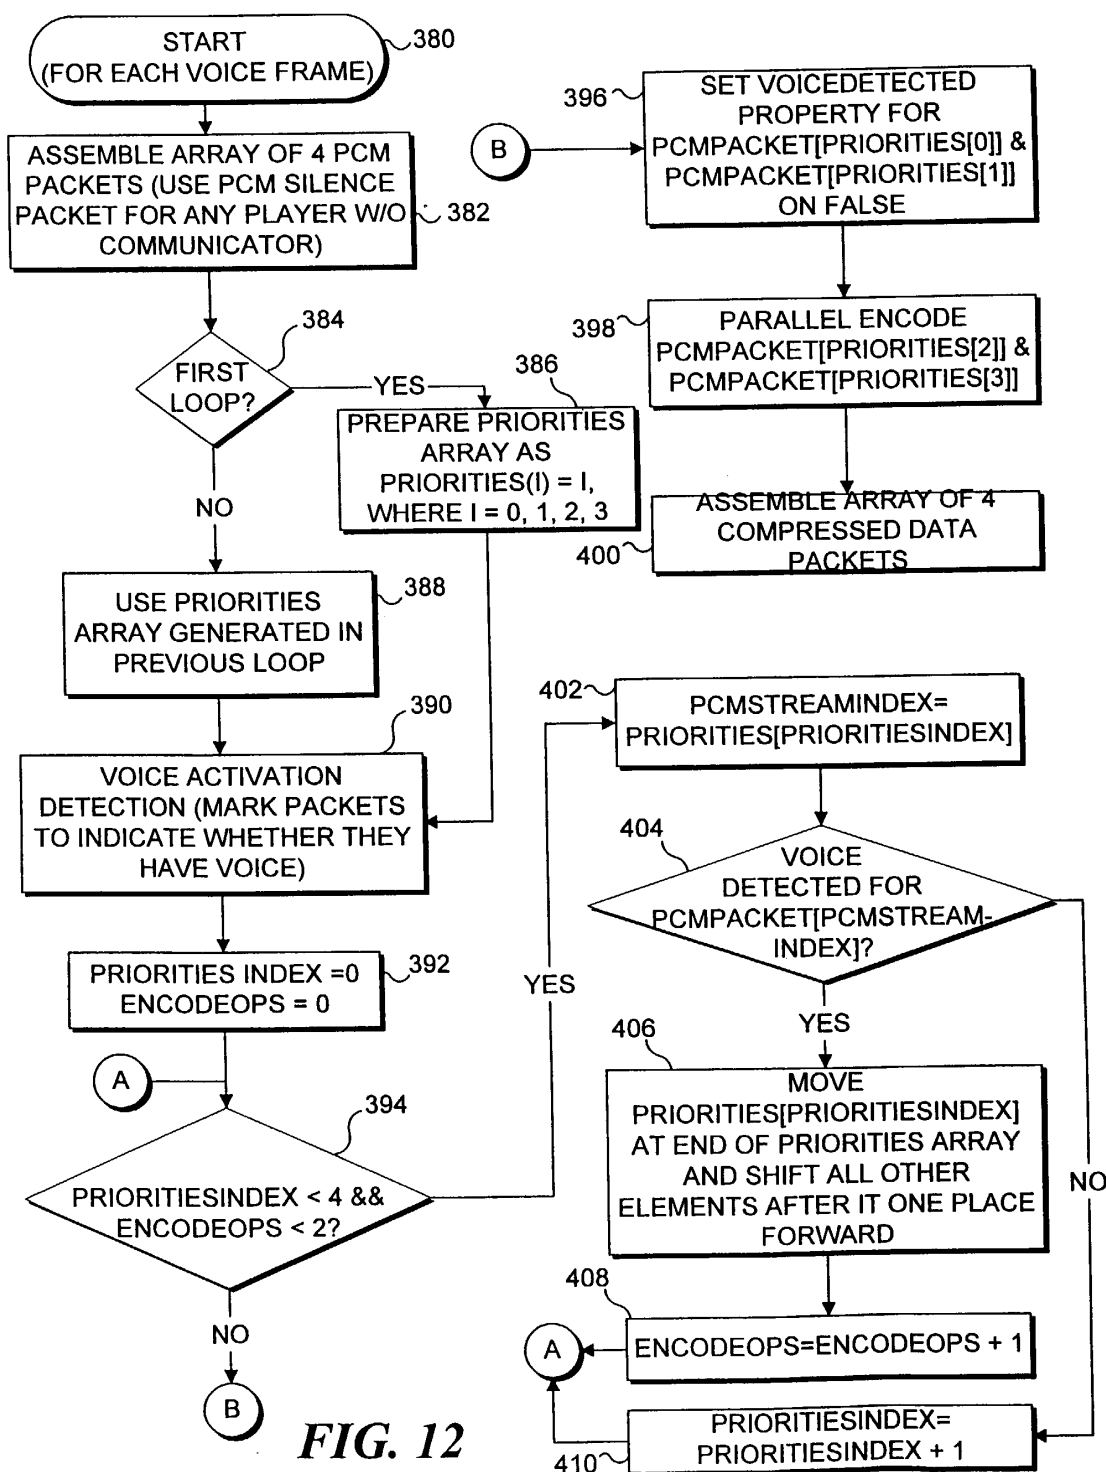 START
(FOR EACH VOICE FRAME)
380
ASSEMBLE ARRAY OF 4 PCM
PACKETS (USE PCM SILENCE
PACKET FOR ANY PLAYER W/O
COMMUNICATOR)
382
384
FIRST
LOOP?
YES
NO
386
PREPARE PRIORITIES
ARRAY AS
PRIORITIES(I) = I,
WHERE I = 0, 1, 2, 3
388
USE PRIORITIES
ARRAY GENERATED IN
PREVIOUS LOOP
390
VOICE ACTIVATION
DETECTION (MARK PACKETS
TO INDICATE WHETHER THEY
HAVE VOICE)
PRIORITIES INDEX =0
ENCODEOPS = 0
392
A
394
PRIORITIESINDEX < 4 &&
ENCODEOPS < 2?
YES
NO
B
B
396
SET VOICEDETECTED
PROPERTY FOR
PCMPACKET[PRIORITIES[0]] &
PCMPACKET[PRIORITIES[1]]
ON FALSE
398
PARALLEL ENCODE
PCMPACKET[PRIORITIES[2]] &
PCMPACKET[PRIORITIES[3]]
400
ASSEMBLE ARRAY OF 4
COMPRESSED DATA
PACKETS
402
PCMSTREAMINDEX=
PRIORITIES[PRIORITIESINDEX]
404
VOICE
DETECTED FOR
PCMPACKET[PCMSTREAM-
INDEX]?
YES
NO
406
MOVE
PRIORITIES[PRIORITIESINDEX]
AT END OF PRIORITIES ARRAY
AND SHIFT ALL OTHER
ELEMENTS AFTER IT ONE PLACE
FORWARD
408
ENCODEOPS=ENCODEOPS + 1
A
410
PRIORITIESINDEX=
PRIORITIESINDEX + 1
FIG. 12